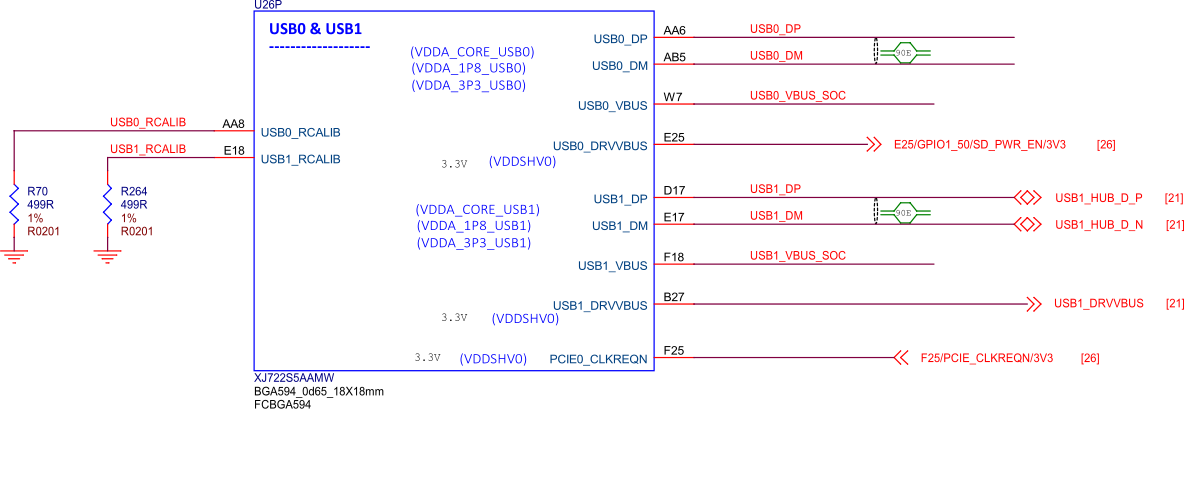 U26P
USB0 & USB1
--------------------
(VDDA_CORE_USB0)
(VDDA_1P8_USB0)
(VDDA_3P3_USB0)
USB0_DP AA6 USB0_DP
USB0_DM AB5 USB0_DM
90E
USB0_VBUS W7 USB0_VBUS_SOC
USB0_RCALIB AA8 USB0_RCALIB
USB1_RCALIB E18 USB1_RCALIB
3.3V (VDDSHV0) USB0_DRVVBUS E25 E25/GPIO1_50/SD_PWR_EN/3V3 [26]
R70
499R
1%
R0201
R264
499R
1%
R0201
(VDDA_CORE_USB1)
(VDDA_1P8_USB1)
(VDDA_3P3_USB1)
USB1_DP D17 USB1_DP USB1_HUB_D_P [21]
90E
USB1_DM E17 USB1_DM USB1_HUB_D_N [21]
USB1_VBUS F18 USB1_VBUS_SOC
USB1_DRVVBUS B27 USB1_DRVVBUS [21]
3.3V (VDDSHV0)
3.3V (VDDSHV0) PCIE0_CLKREQN F25 F25/PCIE_CLKREQN/3V3 [26]
XJ722S5AAMW
BGA594_0d65_18X18mm
FCBGA594